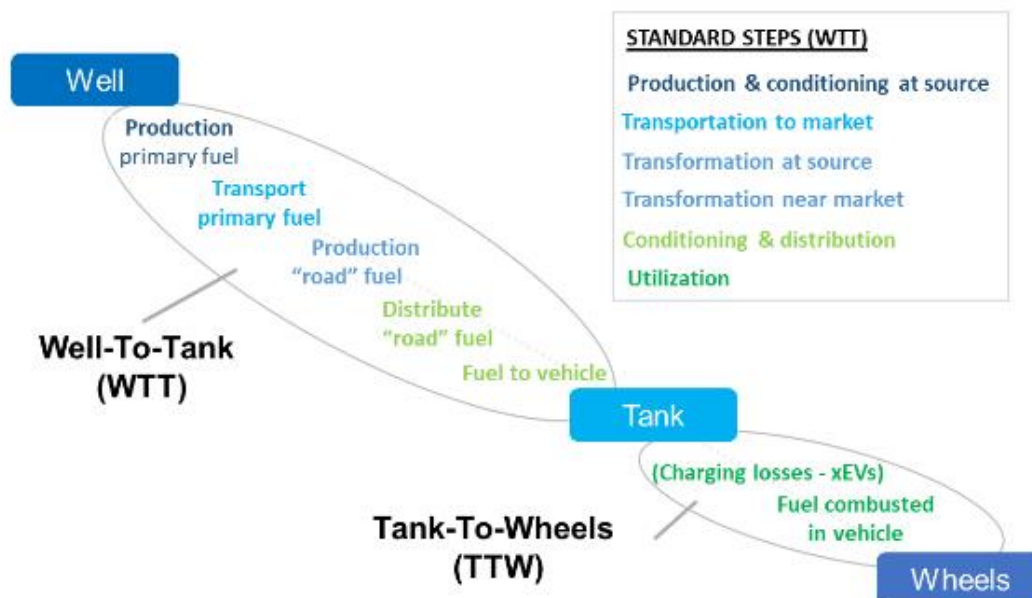 STANDARD STEPS (WTT)
Production & conditioning at source
Transportation to market
Transformation at source
Transformation near market
Conditioning & distribution
Utilization
Well
Production
primary fuel
Transport
primary fuel
Production
“road” fuel
Distribute
“road” fuel
Fuel to vehicle
Well-To-Tank
(WTT)
Tank
(Charging losses - xEVs)
Fuel combusted
in vehicle
Tank-To-Wheels
(TTW)
Wheels